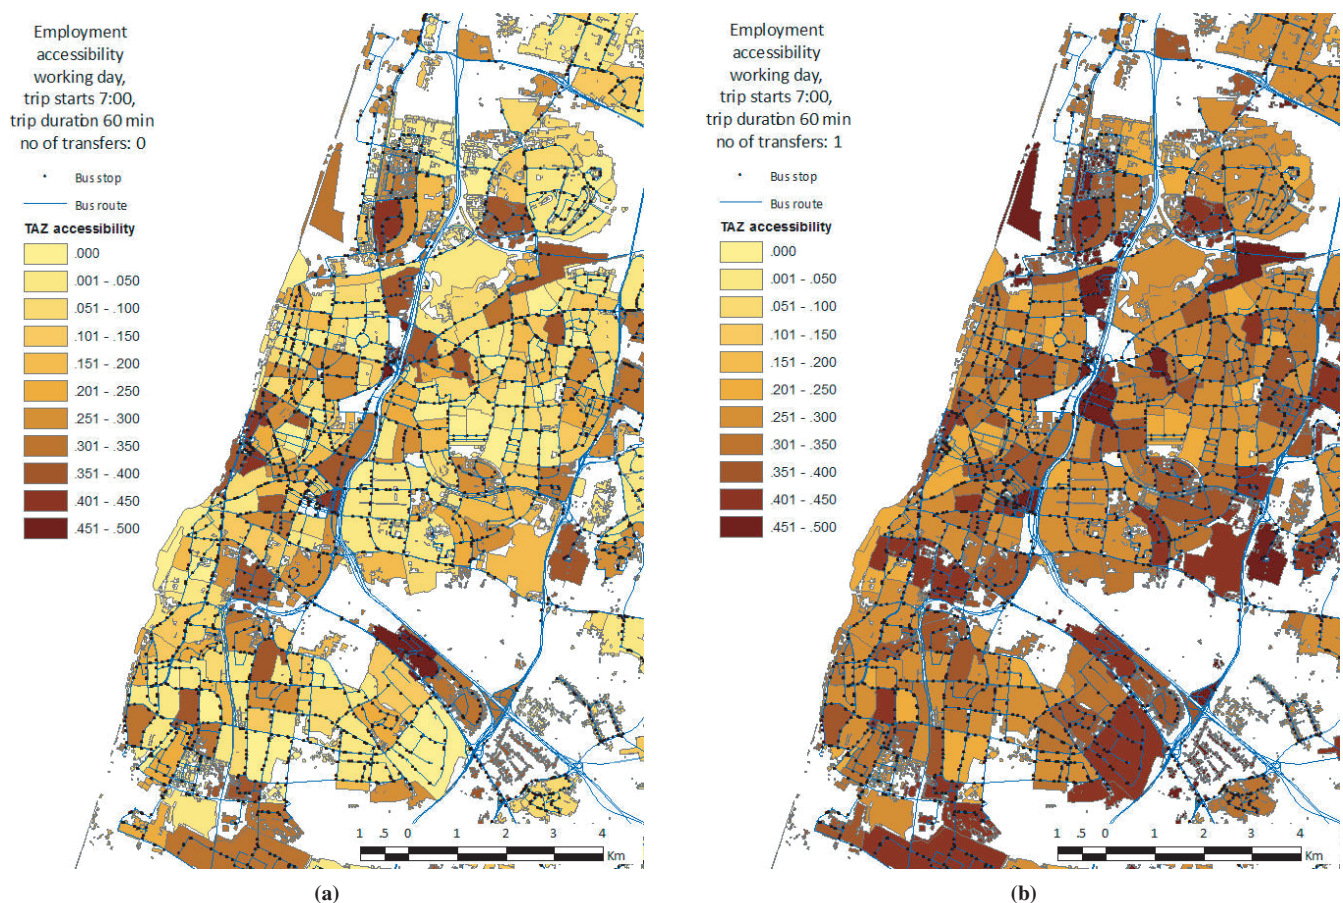 Employment
accessibility
working day,
trip starts 7:00,
trip duration 60 min
no of transfers: 0
Bus stop
Bus route
TAZ accessibility
.000
.001 - .050
.051 - .100
.101 - .150
.151 - .200
.201 - .250
.251 - .300
.301 - .350
.351 - .400
.401 - .450
.451 - .500
1 .5 0 1 2 3 4
Km
(a)
Employment
accessibility
working day,
trip starts 7:00,
trip duration 60 min
no of transfers: 1
Bus stop
Bus route
TAZ accessibility
.000
.001 - .050
.051 - .100
.101 - .150
.151 - .200
.201 - .250
.251 - .300
.301 - .350
.351 - .400
.401 - .450
.451 - .500
1 .5 0 1 2 3 4
Km
(b)